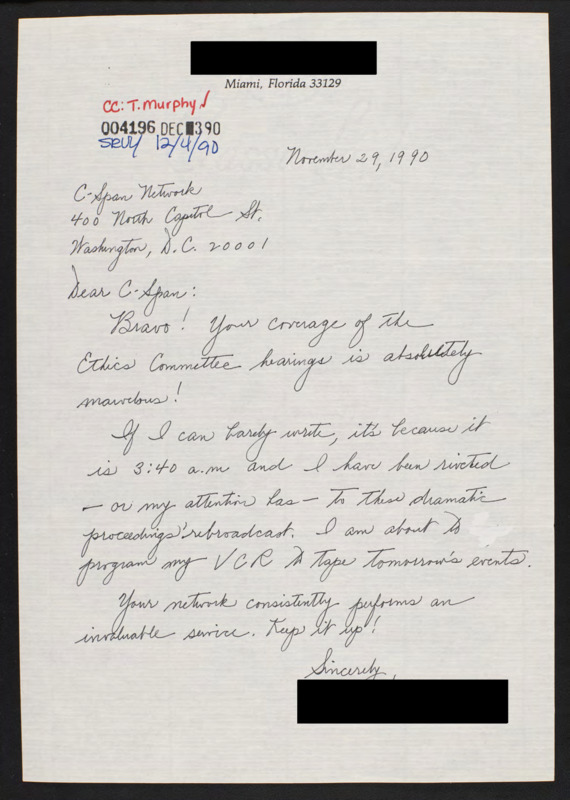 Miami, Florida 33129
CC: T. Murphy √
004196 DEC 390
SRVY 12/4/90
November 29, 1990
C-Span Network
400 North Capitol St.
Washington, D.C. 20001
Dear C-Span:
Bravo! Your coverage of the
Ethics Committee hearings is absolutely
marvelous!
If I can barely write, it's because it
is 3:40 a.m and I have been riveted
— or my attention has — to these dramatic
proceedings' rebroadcast. I am about to
program my VCR to tape tomorrow's events.
Your network consistently performs an
invaluable service. Keep it up!
Sincerely,